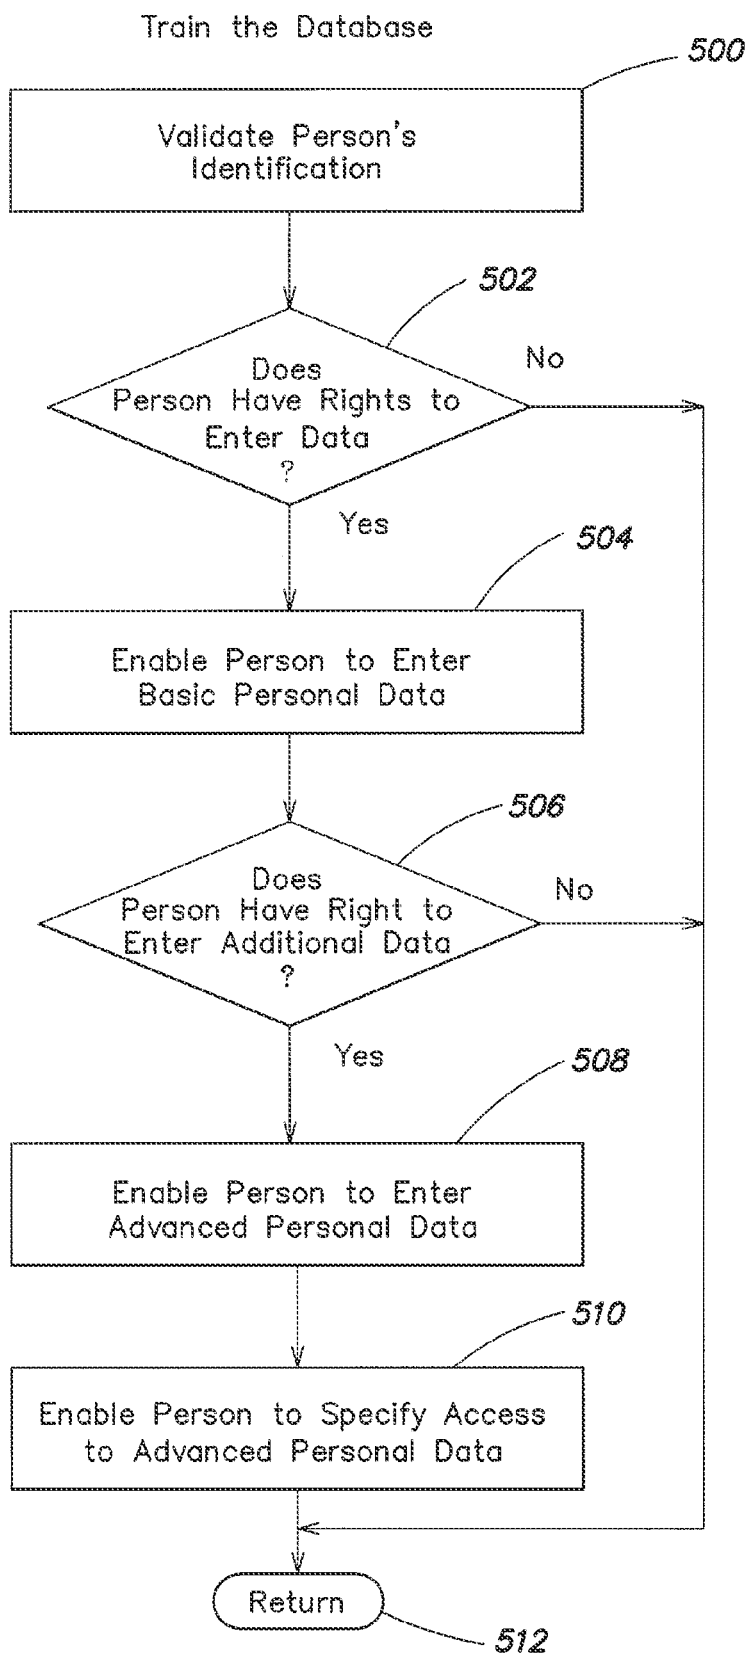 Train the Database
500
Validate Person's
Identification
502
Does
Person Have Rights to
Enter Data
?
No
Yes
504
Enable Person to Enter
Basic Personal Data
506
Does
Person Have Right to
Enter Additional Data
?
No
Yes
508
Enable Person to Enter
Advanced Personal Data
510
Enable Person to Specify Access
to Advanced Personal Data
Return
512